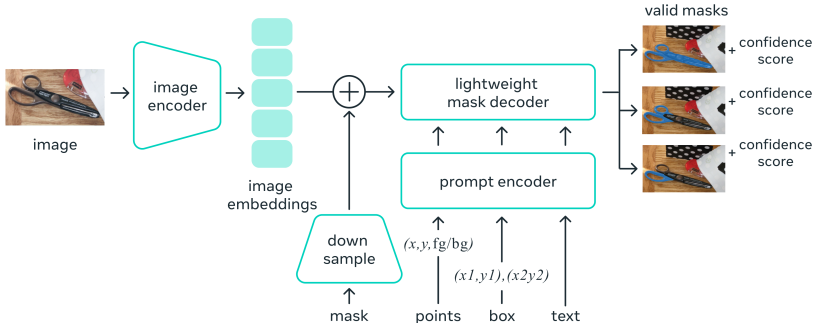 valid masks
image
encoder
image
image
embeddings
down
sample
mask
lightweight
mask decoder
prompt encoder
(x,y,fg/bg)
(x1,y1),(x2y2)
points
box
text
+ confidence
score
+ confidence
score
+ confidence
score